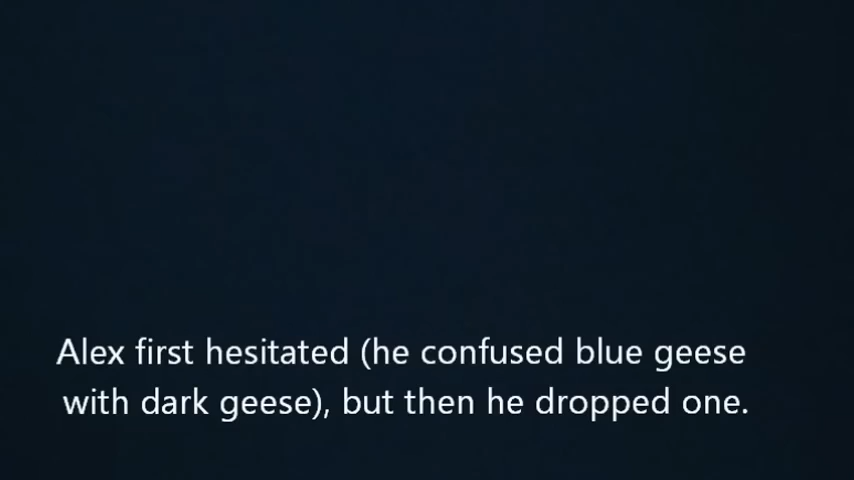 Alex first hesitated (he confused blue geese
with dark geese), but then he dropped one.